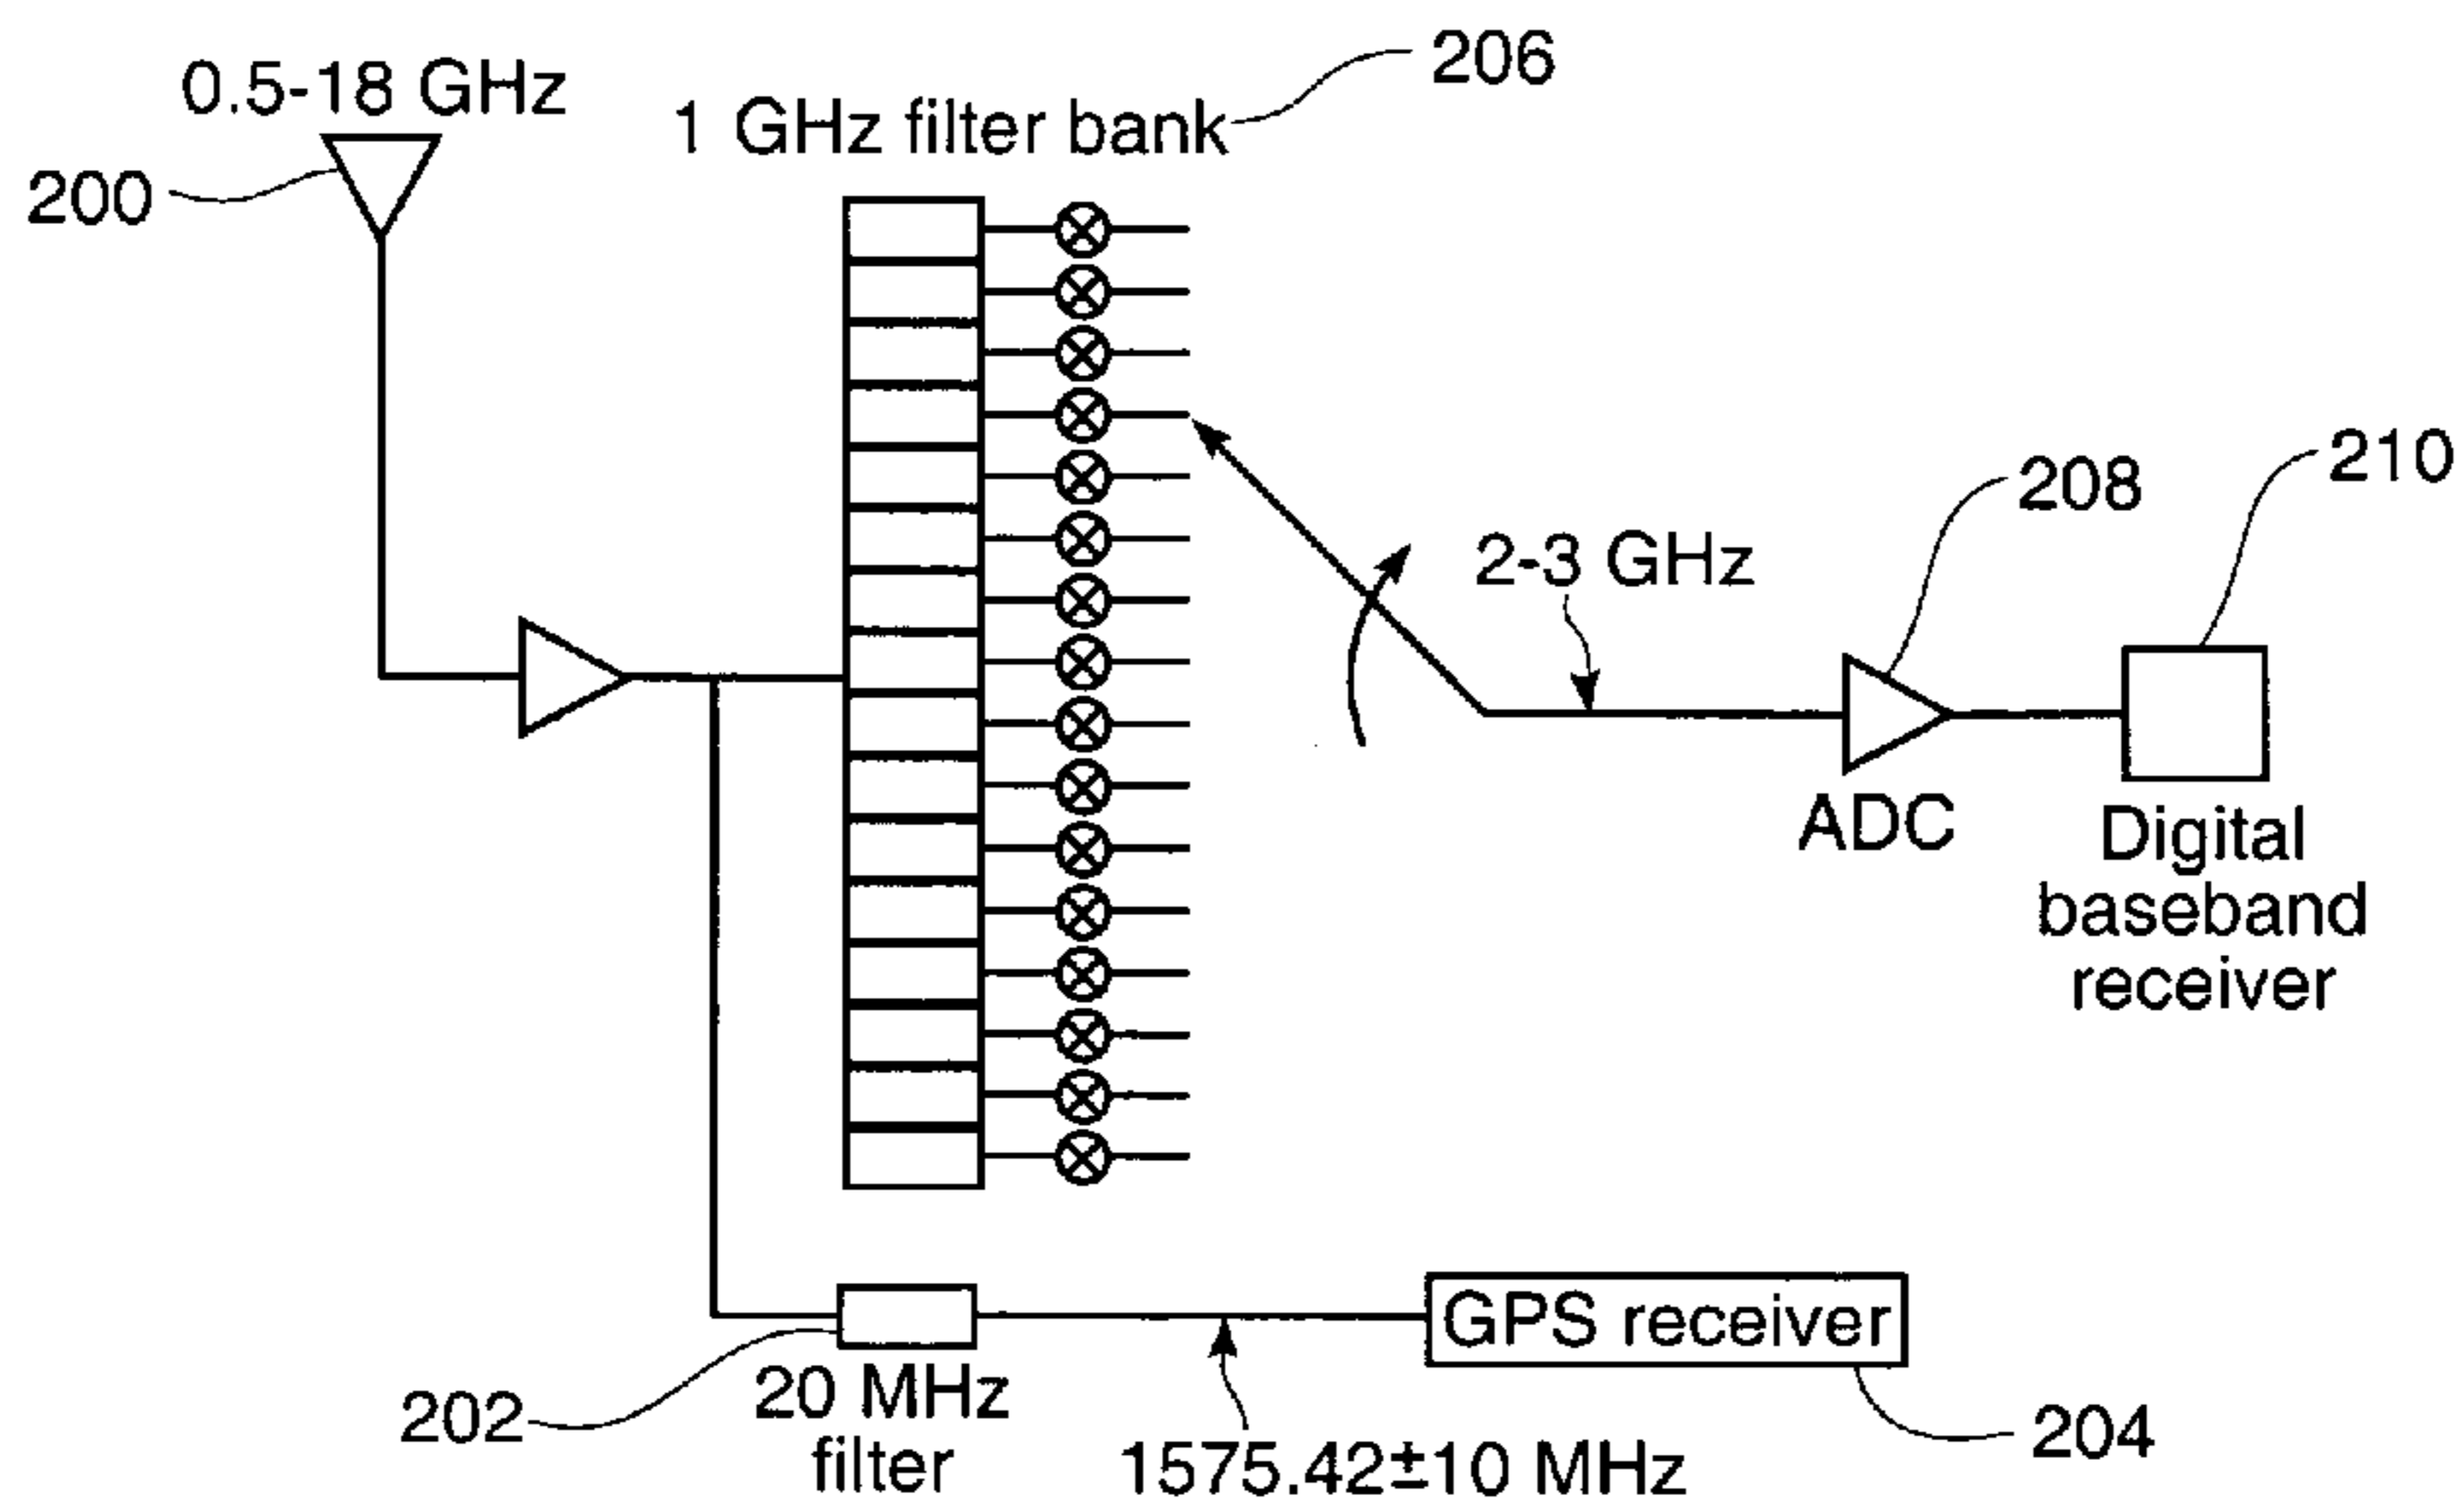 206
0.5-18 GHz
1 GHz filter bank
200
210
208
2-3 GHz
ADC
Digital
baseband
receiver
GPS receiver
20 MHz
filter
202
1575.42±10 MHz
204